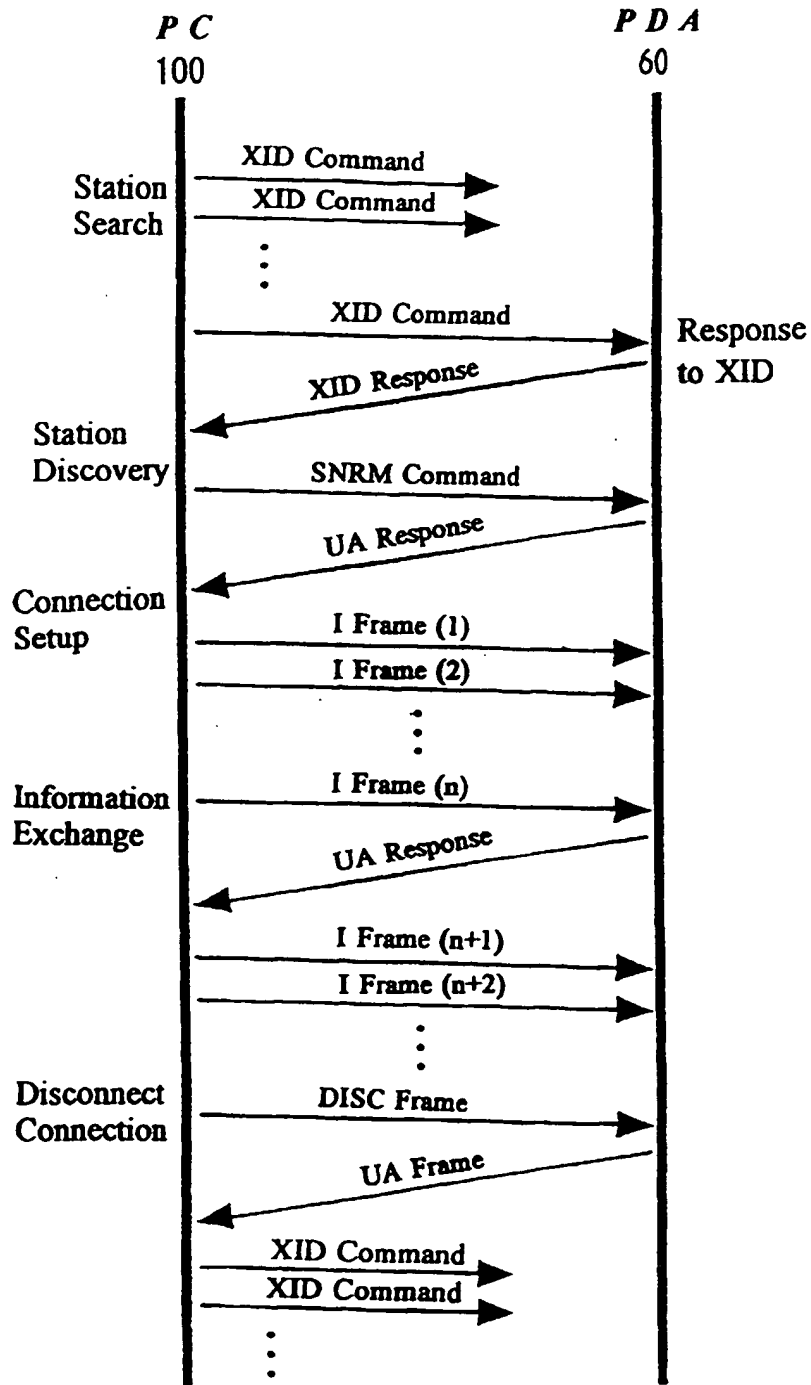 P C
P D A
100
60
XID Command
Station
Search
XID Command
XID Command
Response
to XID
XID Response
Station
Discovery
SNRM Command
UA Response
Connection
Setup
I Frame (1)
I Frame (2)
Information
Exchange
I Frame (n)
UA Response
I Frame (n+1)
I Frame (n+2)
Disconnect
Connection
DISC Frame
UA Frame
XID Command
XID Command